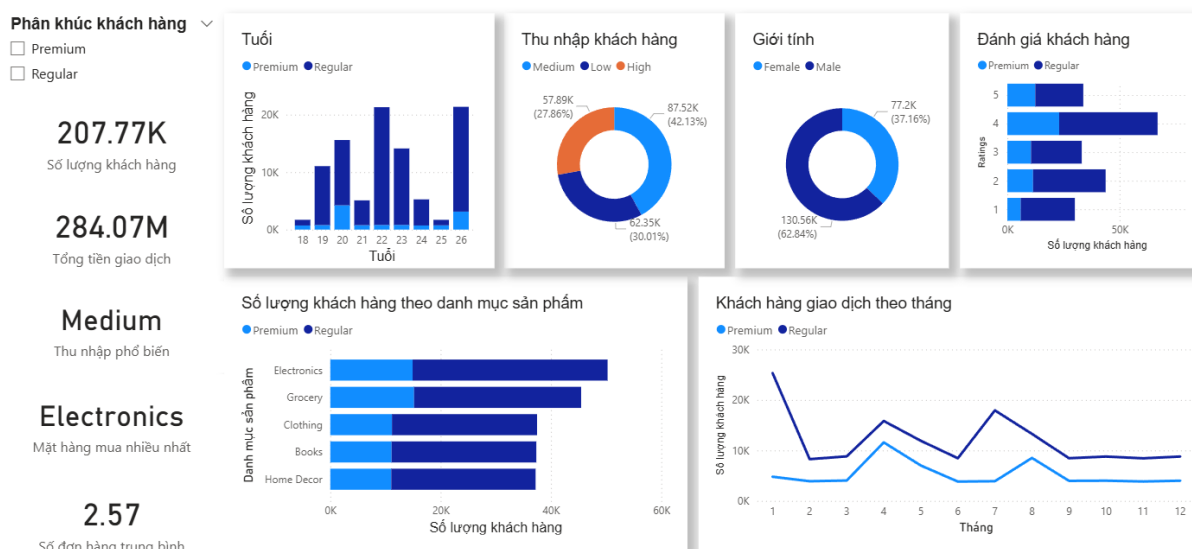 Phân khúc khách hàng
Premium
Regular
207.77K
Số lượng khách hàng
284.07M
Tổng tiền giao dịch
Medium
Thu nhập phổ biến
Electronics
Mặt hàng mua nhiều nhất
2.57
Số đơn hàng trung bình
Tuổi
Premium Regular
Số lượng khách hàng
20K
10K
0K
18 19 20 21 22 23 24 25 26
Tuổi
Thu nhập khách hàng
Medium Low High
57.89K
(27.86%)
87.52K
(42.13%)
62.35K
(30.01%)
Giới tính
Female Male
77.2K
(37.16%)
130.56K
(62.84%)
Đánh giá khách hàng
Premium Regular
Ratings
5
4
3
2
1
0K 50K
Số lượng khách hàng
Số lượng khách hàng theo danh mục sản phẩm
Premium Regular
Danh mục sản phẩm
Electronics
Grocery
Clothing
Books
Home Decor
0K 20K 40K 60K
Số lượng khách hàng
Khách hàng giao dịch theo tháng
Premium Regular
Số lượng khách hàng
30K
20K
10K
0K
1 2 3 4 5 6 7 8 9 10 11 12
Tháng